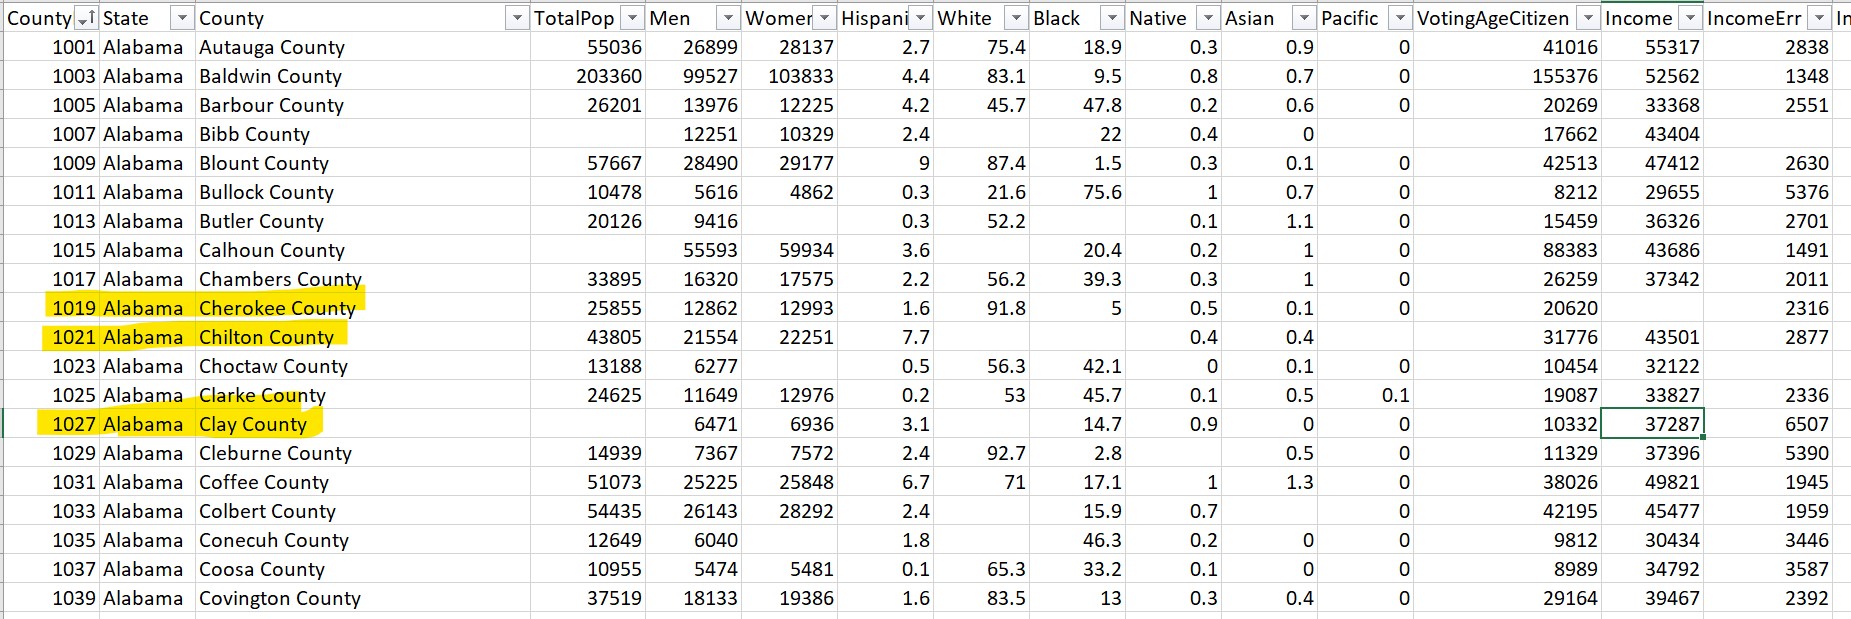 County State County TotalPop Men Women Hispani White Black Native Asian Pacific VotingAgeCitizen Income IncomeErr In
1001 Alabama Autauga County 55036 26899 28137 2.7 75.4 18.9 0.3 0.9 0 41016 55317 2838
1003 Alabama Baldwin County 203360 99527 103833 4.4 83.1 9.5 0.8 0.7 0 155376 52562 1348
1005 Alabama Barbour County 26201 13976 12225 4.2 45.7 47.8 0.2 0.6 0 20269 33368 2551
1007 Alabama Bibb County 12251 10329 2.4 22 0.4 0 17662 43404
1009 Alabama Blount County 57667 28490 29177 9 87.4 1.5 0.3 0.1 0 42513 47412 2630
1011 Alabama Bullock County 10478 5616 4862 0.3 21.6 75.6 1 0.7 0 8212 29655 5376
1013 Alabama Butler County 20126 9416 0.3 52.2 0.1 1.1 0 15459 36326 2701
1015 Alabama Calhoun County 55593 59934 3.6 20.4 0.2 1 0 88383 43686 1491
1017 Alabama Chambers County 33895 16320 17575 2.2 56.2 39.3 0.3 1 0 26259 37342 2011
1019 Alabama Cherokee County 25855 12862 12993 1.6 91.8 5 0.5 0.1 0 20620 2316
1021 Alabama Chilton County 43805 21554 22251 7.7 0.4 0.4 31776 43501 2877
1023 Alabama Choctaw County 13188 6277 0.5 56.3 42.1 0 0.1 0 10454 32122
1025 Alabama Clarke County 24625 11649 12976 0.2 53 45.7 0.1 0.5 0.1 19087 33827 2336
1027 Alabama Clay County 6471 6936 3.1 14.7 0.9 0 0 10332 37287 6507
1029 Alabama Cleburne County 14939 7367 7572 2.4 92.7 2.8 0.5 0 11329 37396 5390
1031 Alabama Coffee County 51073 25225 25848 6.7 71 17.1 1 1.3 0 38026 49821 1945
1033 Alabama Colbert County 54435 26143 28292 2.4 15.9 0.7 0 42195 45477 1959
1035 Alabama Conecuh County 12649 6040 1.8 46.3 0.2 0 0 9812 30434 3446
1037 Alabama Coosa County 10955 5474 5481 0.1 65.3 33.2 0.1 0 0 8989 34792 3587
1039 Alabama Covington County 37519 18133 19386 1.6 83.5 13 0.3 0.4 0 29164 39467 2392